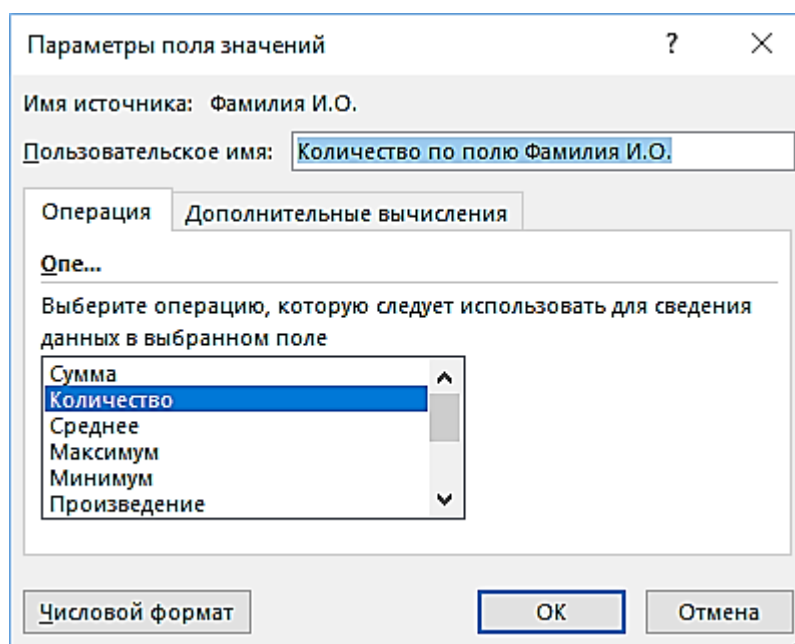 Параметры поля значений ?
Имя источника: Фамилия И.О.
Пользовательское имя: Количество по полю Фамилия И.О.
Операция Дополнительные вычисления
Опе...
Выберите операцию, которую следует использовать для сведения
данных в выбранном поле
Сумма
Количество
Среднее
Максимум
Минимум
Произведение
Числовой формат ОК Отмена